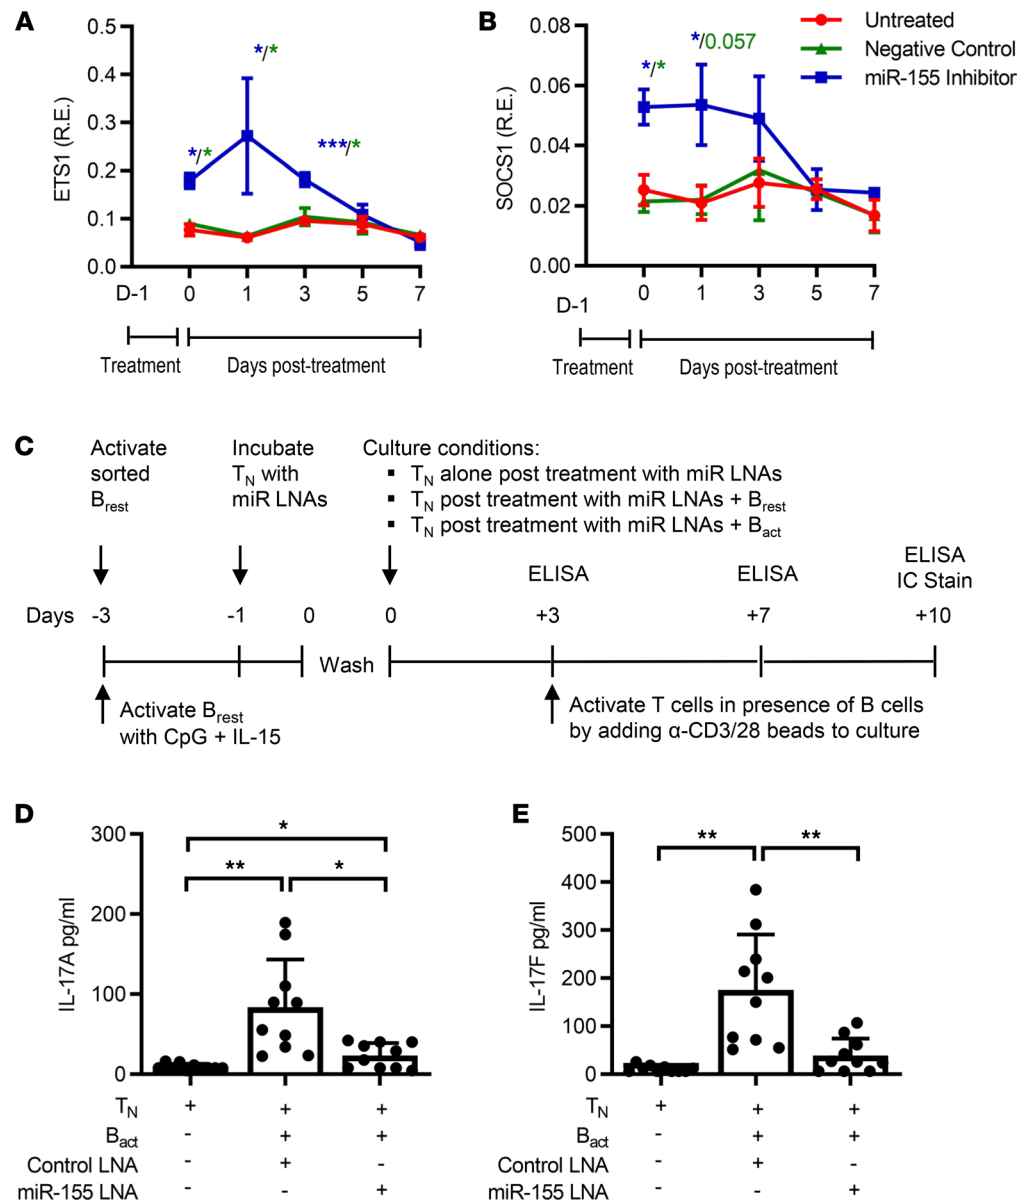 A
ETS1 (R.E.)
0.5
0.4
0.3
0.2
0.1
0.0
*/*
*/*
***/*
D-1
0
1
3
5
7
Treatment
Days post-treatment
B
SOCS1 (R.E.)
0.08
0.06
0.04
0.02
0.00
*/*
*/0.057
D-1
0
1
3
5
7
Treatment
Days post-treatment
Untreated
Negative Control
miR-155 Inhibitor
C
Activate
sorted
Brest
Incubate
TN with
miR LNAs
Culture conditions:
▪ TN alone post treatment with miR LNAs
▪ TN post treatment with miR LNAs + Brest
▪ TN post treatment with miR LNAs + Bact
ELISA
ELISA
ELISA
IC Stain
Days -3 -1 0 0 +3 +7 +10
Wash
Activate Brest
with CpG + IL-15
Activate T cells in presence of B cells
by adding α-CD3/28 beads to culture
D
IL-17A pg/ml
300
200
100
0
*
** *
TN + + +
Bact - + +
Control LNA - + -
miR-155 LNA - - +
E
IL-17F pg/ml
500
400
300
200
100
0
** **
TN + + +
Bact - + +
Control LNA - + -
miR-155 LNA - - +